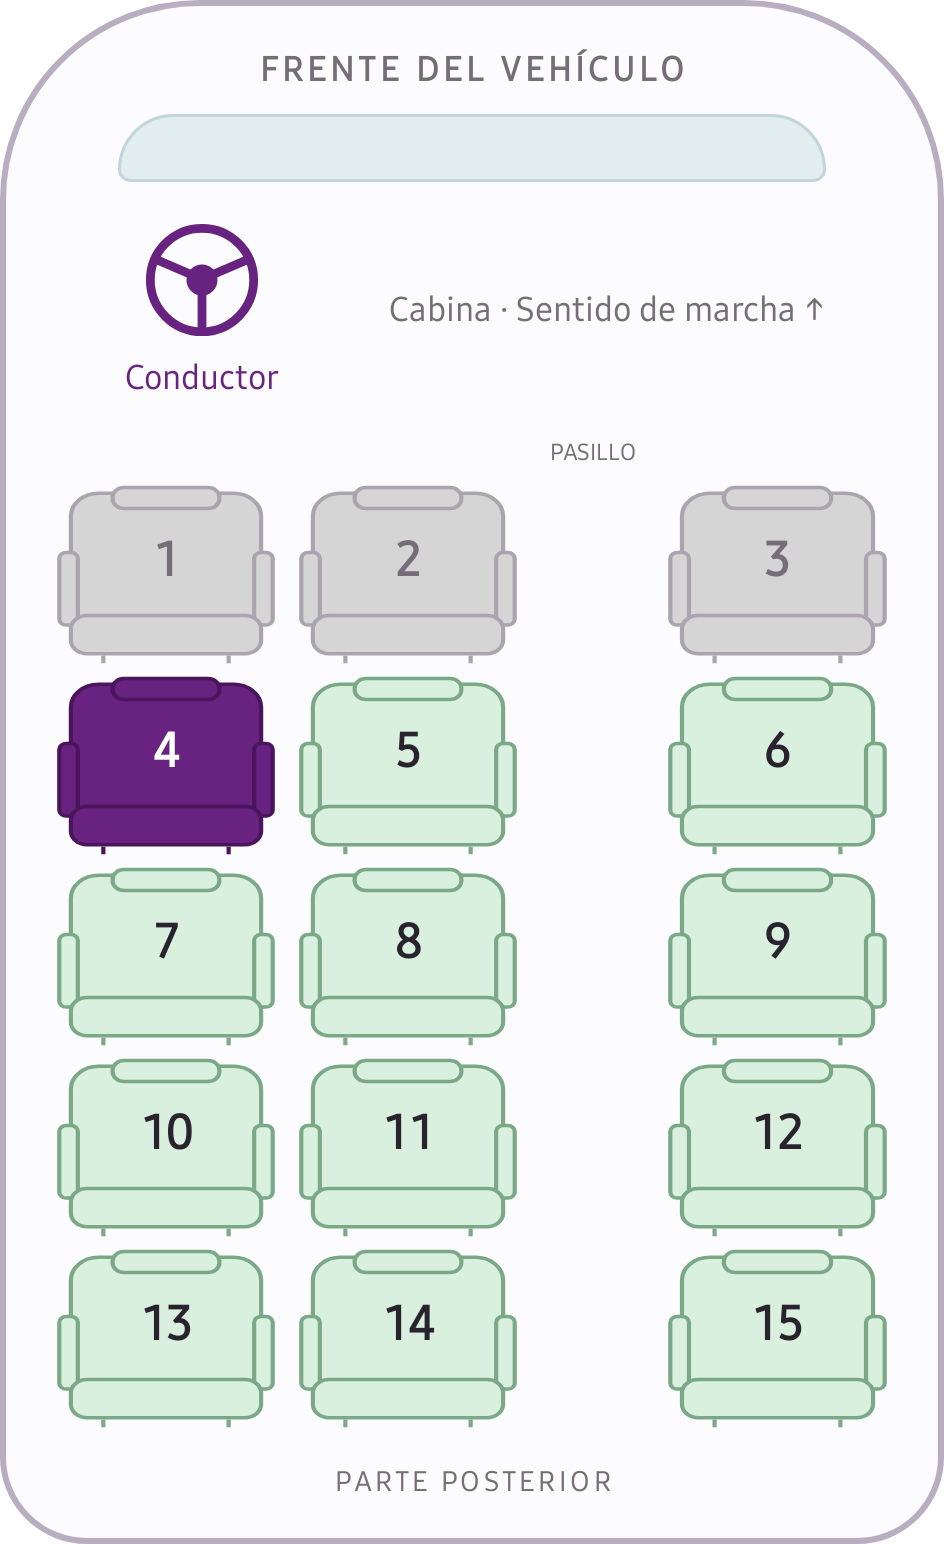 FRENTE DEL VEHÍCULO
Cabina · Sentido de marcha ↑
Conductor
PASILLO
1 2 3
4 5 6
7 8 9
10 11 12
13 14 15
PARTE POSTERIOR